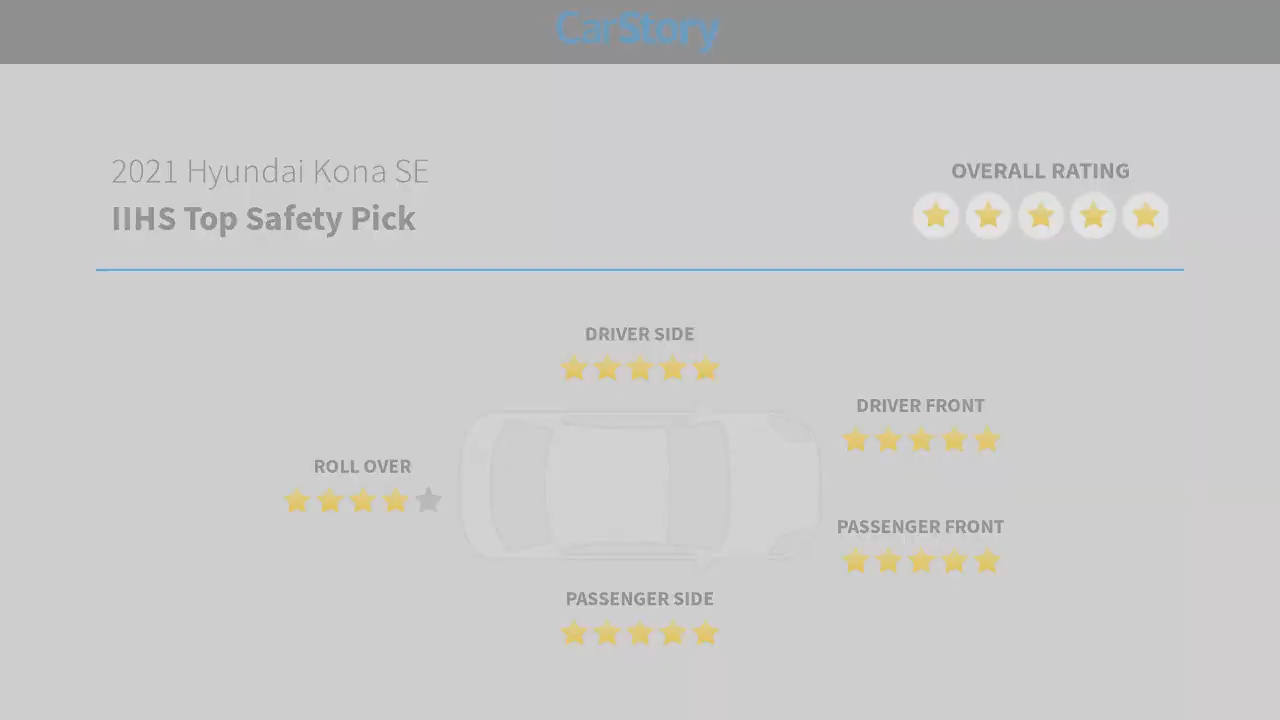 CarStory
2021 Hyundai Kona SE
IIHS Top Safety Pick
OVERALL RATING
DRIVER SIDE
DRIVER FRONT
ROLL OVER
PASSENGER FRONT
PASSENGER SIDE